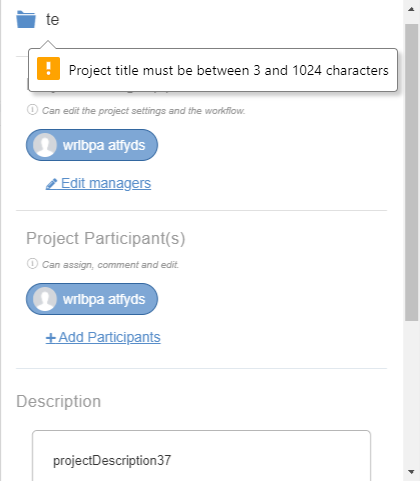 te
Project title must be between 3 and 1024 characters
Can edit the project settings and the workflow.
wrlbpa atfyds
Edit managers
Project Participant(s)
Can assign, comment and edit.
wrlbpa atfyds
Add Participants
Description
projectDescription37